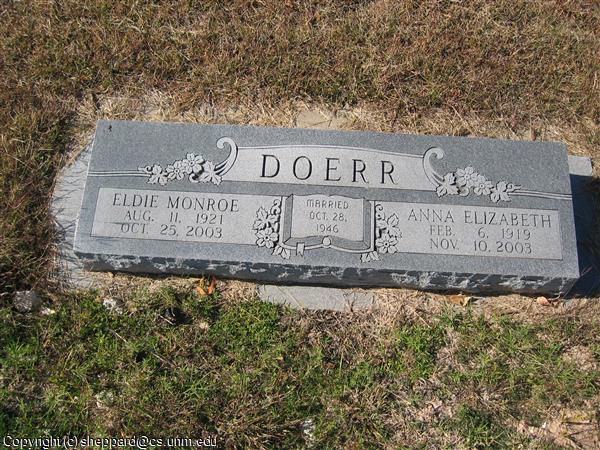 DOERR
ELDIE MONROE
AUG. 11, 1921
OCT. 25, 2003
MARRIED
OCT. 28,
1946
ANNA ELIZABETH
FEB. 6, 1919
NOV. 10, 2003
Copyright (c) sheppard@cs.unm.edu